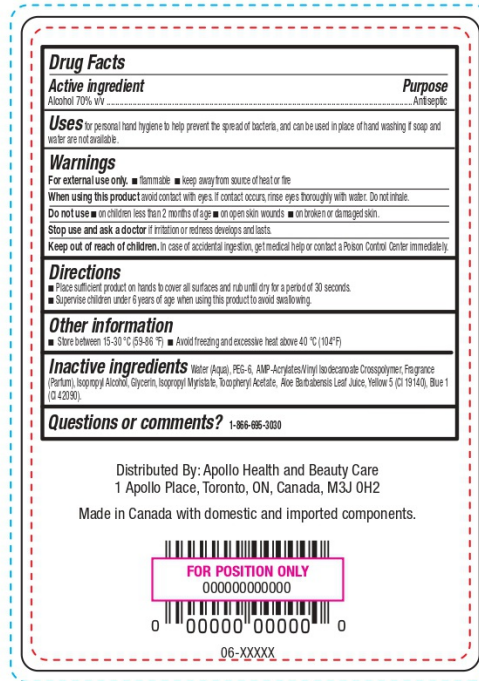 Drug Facts
Active ingredient Purpose
Alcohol 70% v/v ........................................................ Antiseptic
Uses for personal hand hygiene to help prevent the spread of bacteria, and can be used in place of hand washing if soap and
water are not available.
Warnings
For external use only. ■ flammable ■ keep away from source of heat or fire
When using this product avoid contact with eyes. If contact occurs, rinse eyes thoroughly with water. Do not inhale.
Do not use ■ on children less than 2 months of age ■ on open skin wounds ■ on broken or damaged skin.
Stop use and ask a doctor if irritation or redness develops and lasts.
Keep out of reach of children. In case of accidental ingestion, get medical help or contact a Poison Control Center immediately.
Directions
■ Place sufficient product on hands to cover all surfaces and rub until dry for a period of 30 seconds.
■ Supervise children under 6 years of age when using this product to avoid swallowing.
Other information
■ Store between 15-30 °C (59-86 °F) ■ Avoid freezing and excessive heat above 40 °C (104°F)
Inactive ingredients Water (Aqua), PEG-6, AMP-Acrylates/Vinyl Isodecanoate Crosspolymer, Fragrance
(Parfum), Isopropyl Alcohol, Glycerin, Isopropyl Myristate, Tocopheryl Acetate, Aloe Barbabensis Leaf Juice, Yellow 5 (CI 19140), Blue 1
(CI 42090).
Questions or comments? 1-866-695-3030
Distributed By: Apollo Health and Beauty Care
1 Apollo Place, Toronto, ON, Canada, M3J 0H2
Made in Canada with domestic and imported components.
FOR POSITION ONLY
000000000000
0 00000 00000 0
06-XXXXX